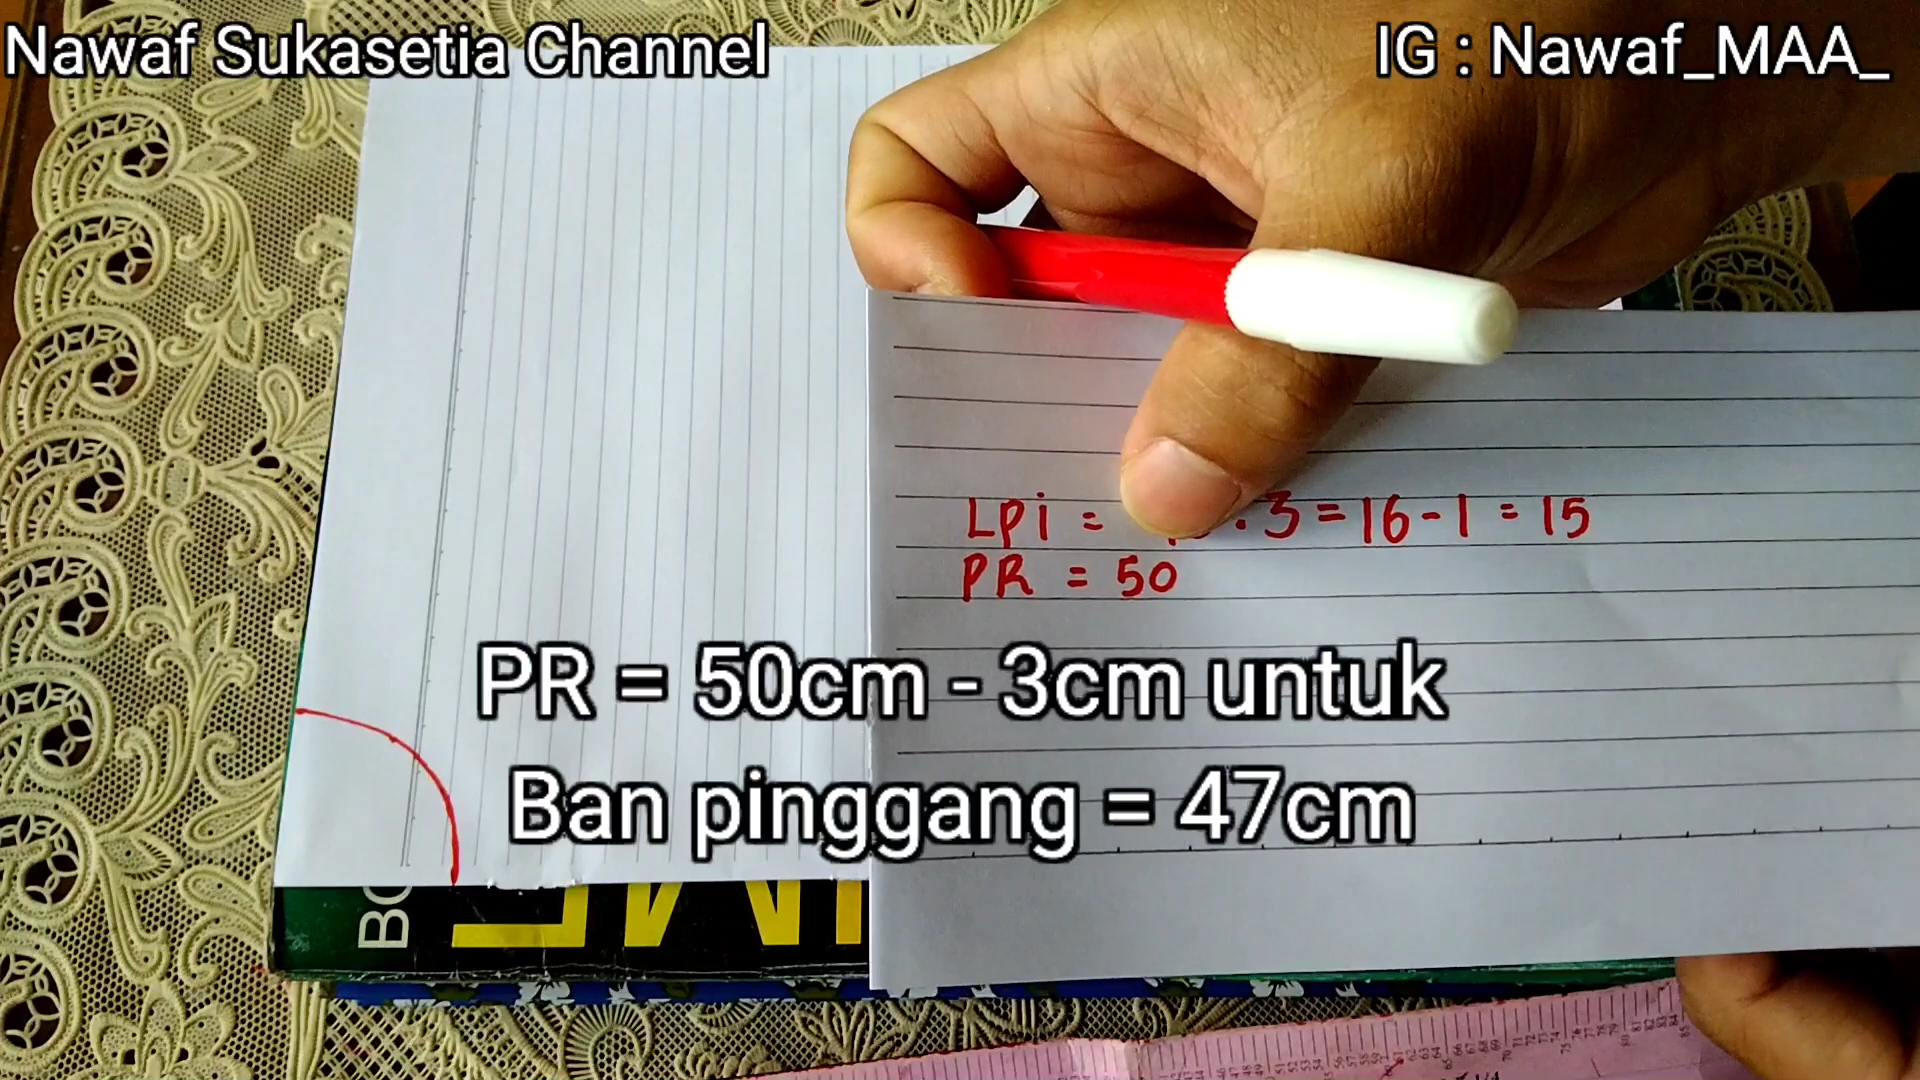 Nawaf Sukasetia Channel
IG : Nawaf_MAA_
Lpi = : 3 = 16 - 1 = 15
PR = 50
PR = 50cm - 3cm untuk
Ban pinggang = 47cm